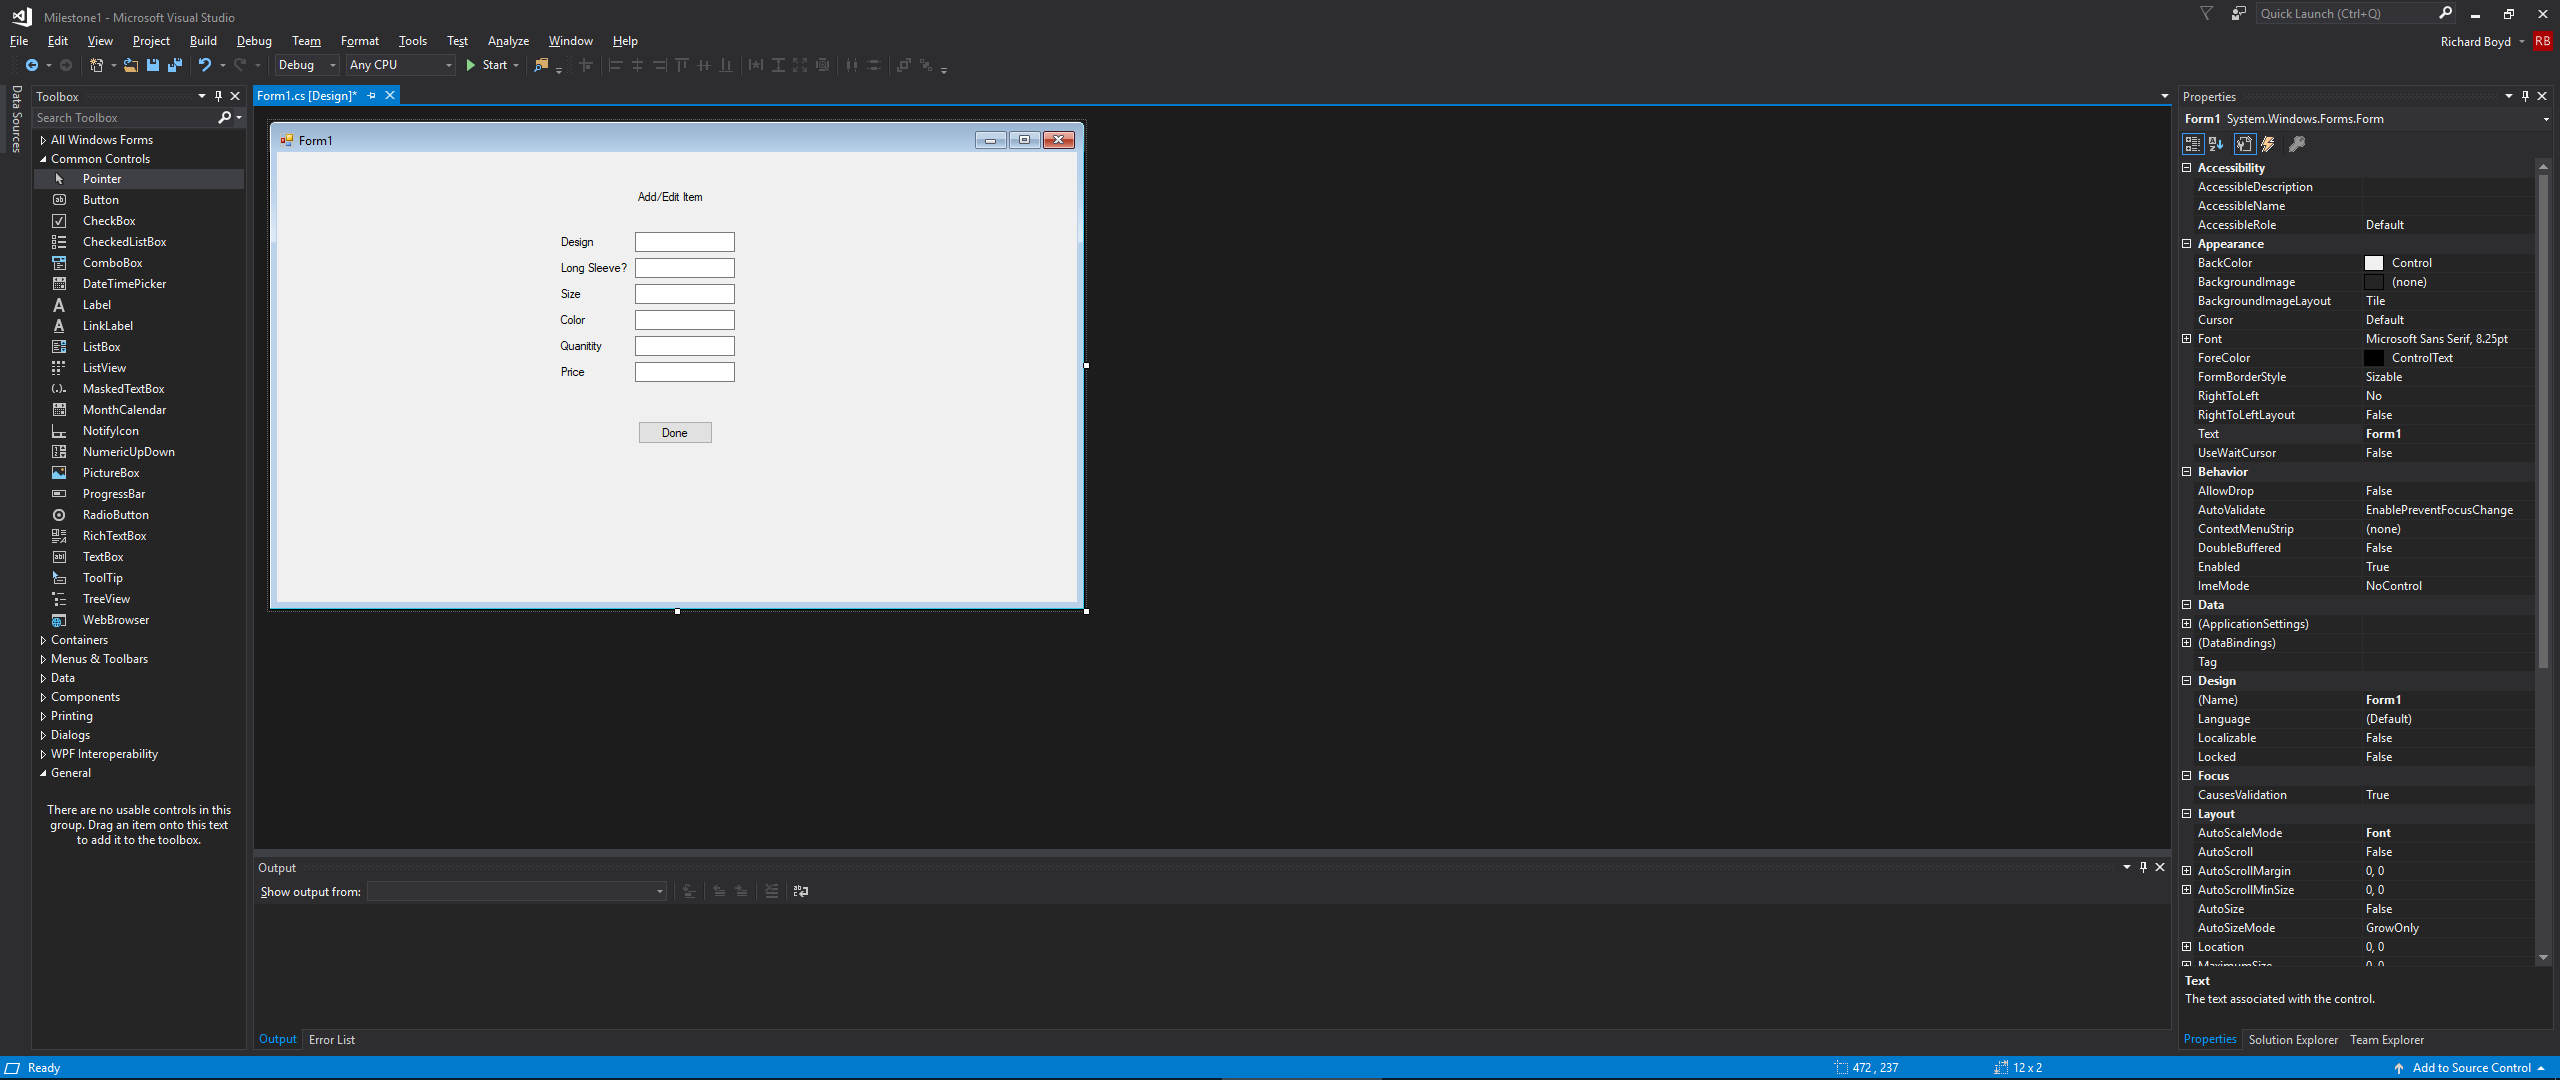 Milestone1 - Microsoft Visual Studio
Quick Launch (Ctrl+Q)
File Edit View Project Build Debug Team Format Tools Test Analyze Window Help
Richard Boyd RB
Debug Any CPU Start
Data Sources
Toolbox
Search Toolbox
All Windows Forms
Common Controls
Pointer
Button
CheckBox
CheckedListBox
ComboBox
DateTimePicker
Label
LinkLabel
ListBox
ListView
MaskedTextBox
MonthCalendar
NotifyIcon
NumericUpDown
PictureBox
ProgressBar
RadioButton
RichTextBox
TextBox
ToolTip
TreeView
WebBrowser
Containers
Menus & Toolbars
Data
Components
Printing
Dialogs
WPF Interoperability
General
There are no usable controls in this
group. Drag an item onto this text
to add it to the toolbox.
Form1.cs [Design]*
Form1
Add/Edit Item
Design
Long Sleeve?
Size
Color
Quanitity
Price
Done
Output
Show output from:
Output Error List
Properties
Form1 System.Windows.Forms.Form
Accessibility
AccessibleDescription
AccessibleName
AccessibleRole Default
Appearance
BackColor Control
BackgroundImage (none)
BackgroundImageLayout Tile
Cursor Default
Font Microsoft Sans Serif, 8.25pt
ForeColor ControlText
FormBorderStyle Sizable
RightToLeft No
RightToLeftLayout False
Text Form1
UseWaitCursor False
Behavior
AllowDrop False
AutoValidate EnablePreventFocusChange
ContextMenuStrip (none)
DoubleBuffered False
Enabled True
ImeMode NoControl
Data
(ApplicationSettings)
(DataBindings)
Tag
Design
(Name) Form1
Language (Default)
Localizable False
Locked False
Focus
CausesValidation True
Layout
AutoScaleMode Font
AutoScroll False
AutoScrollMargin 0, 0
AutoScrollMinSize 0, 0
AutoSize False
AutoSizeMode GrowOnly
Location 0, 0
MaximumSize 0, 0
Text
The text associated with the control.
Properties Solution Explorer Team Explorer
Ready
472 , 237
12 x 2
Add to Source Control